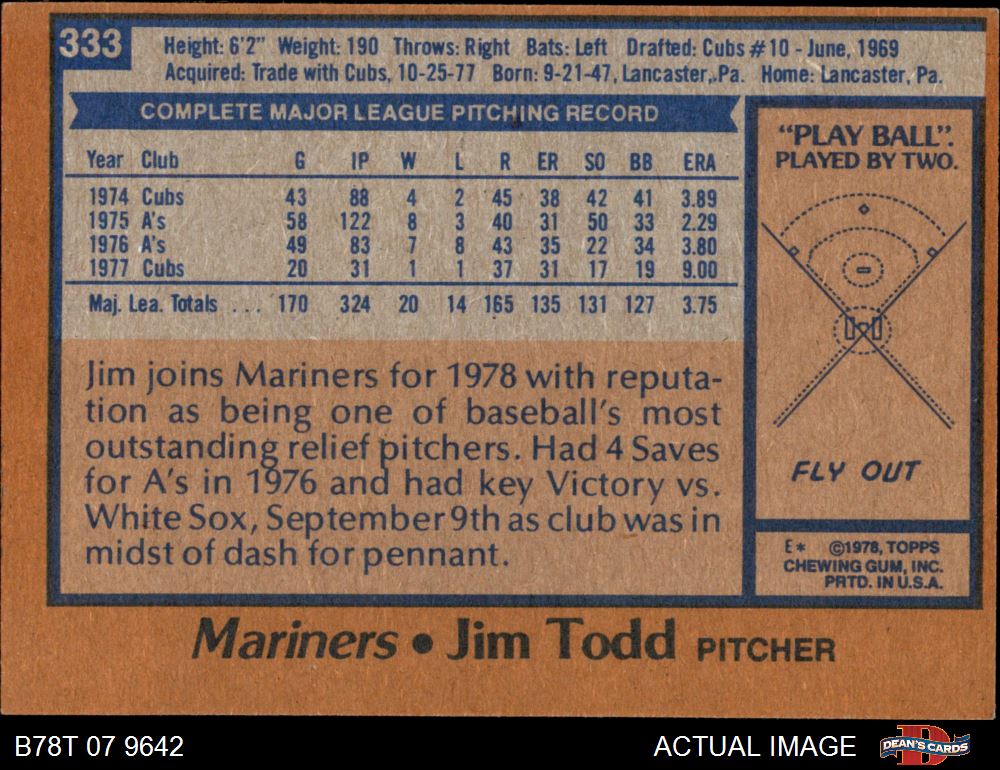 333
Height: 6'2" Weight: 190 Throws: Right Bats: Left Drafted: Cubs #10 - June, 1969
Acquired: Trade with Cubs, 10-25-77 Born: 9-21-47, Lancaster, Pa. Home: Lancaster, Pa.
COMPLETE MAJOR LEAGUE PITCHING RECORD
Year Club G IP W L R ER SO BB ERA
1974 Cubs 43 88 4 2 45 38 42 41 3.89
1975 A's 58 122 8 3 40 31 50 33 2.29
1976 A's 49 83 7 8 43 35 22 34 3.80
1977 Cubs 20 31 1 1 37 31 17 19 9.00
Maj. Lea. Totals ... 170 324 20 14 165 135 131 127 3.75
Jim joins Mariners for 1978 with reputa-
tion as being one of baseball's most
outstanding relief pitchers. Had 4 Saves
for A's in 1976 and had key Victory vs.
White Sox, September 9th as club was in
midst of dash for pennant.
"PLAY BALL".
PLAYED BY TWO.
FLY OUT
E* ©1978, TOPPS
CHEWING GUM, INC.
PRTD. IN U.S.A.
Mariners • Jim Todd PITCHER
B78T 07 9642
ACTUAL IMAGE
DEAN'S CARDS